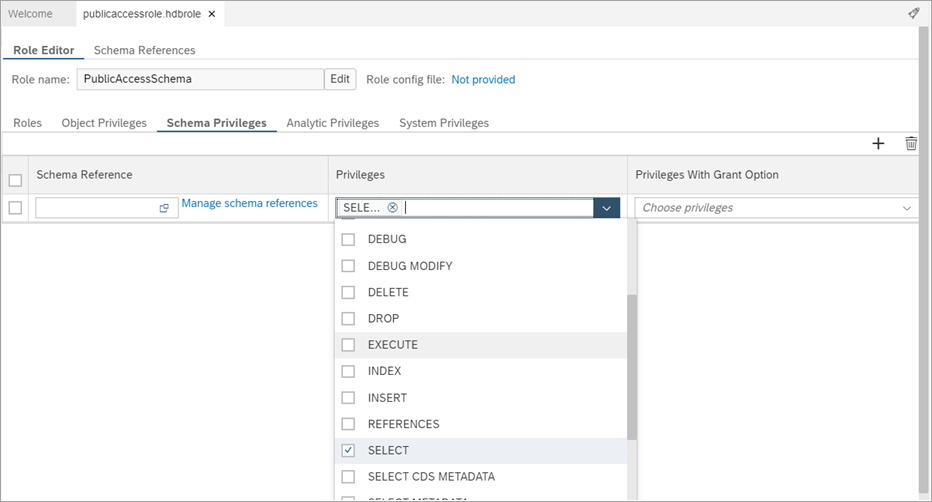 Welcome publicaccessrole.hdbrole
Role Editor Schema References
Role name: PublicAccessSchema Edit Role config file: Not provided
Roles Object Privileges Schema Privileges Analytic Privileges System Privileges
Schema Reference Privileges Privileges With Grant Option
Manage schema references SELE... Choose privileges
DEBUG
DEBUG MODIFY
DELETE
DROP
EXECUTE
INDEX
INSERT
REFERENCES
SELECT
SELECT CDS METADATA